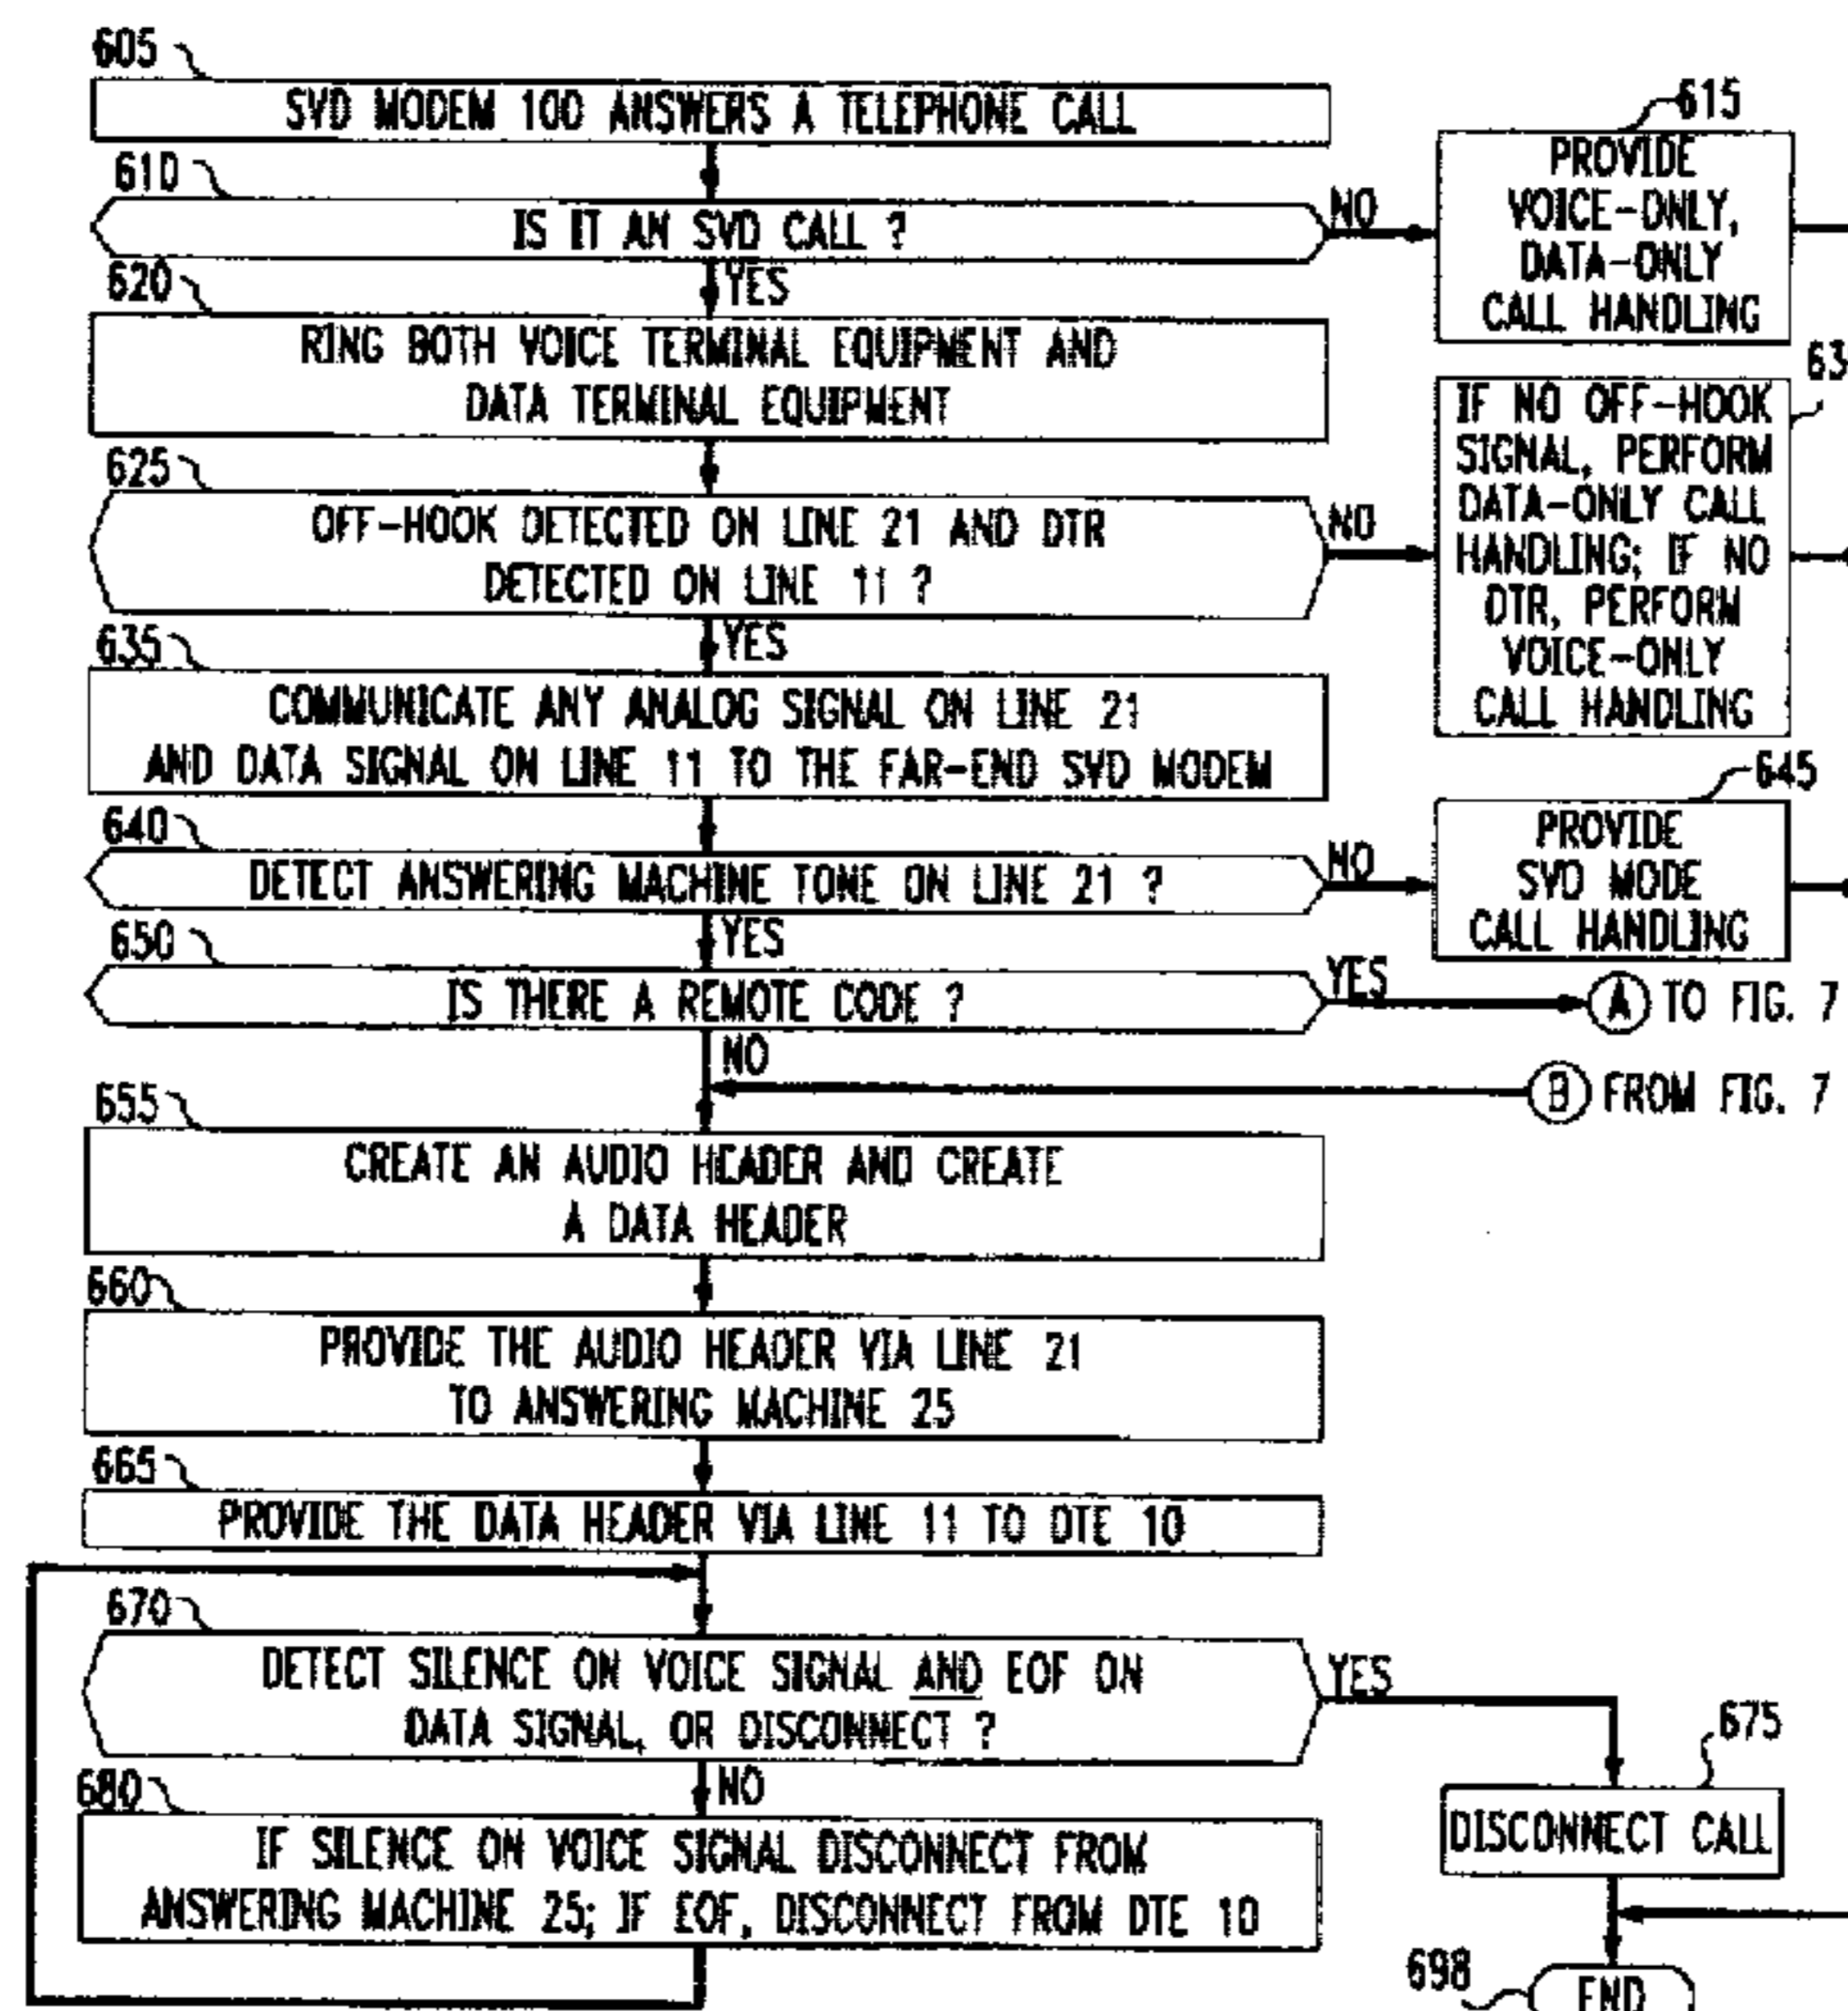 605
SVD MODEM 100 ANSWERS A TELEPHONE CALL
615
PROVIDE
VOICE-ONLY,
DATA-ONLY
CALL HANDLING
610
IS IT AN SVD CALL ?
NO
YES
620
RING BOTH VOICE TERMINAL EQUIPMENT AND
DATA TERMINAL EQUIPMENT
63
IF NO OFF-HOOK
SIGNAL, PERFORM
DATA-ONLY CALL
HANDLING; IF NO
DTR, PERFORM
VOICE-ONLY
CALL HANDLING
625
OFF-HOOK DETECTED ON LINE 21 AND DTR
DETECTED ON LINE 11 ?
NO
YES
635
COMMUNICATE ANY ANALOG SIGNAL ON LINE 21
AND DATA SIGNAL ON LINE 11 TO THE FAR-END SVD MODEM
640
DETECT ANSWERING MACHINE TONE ON LINE 21 ?
NO
YES
645
PROVIDE
SVD MODE
CALL HANDLING
650
IS THERE A REMOTE CODE ?
YES
A TO FIG. 7
NO
B FROM FIG. 7
655
CREATE AN AUDIO HEADER AND CREATE
A DATA HEADER
660
PROVIDE THE AUDIO HEADER VIA LINE 21
TO ANSWERING MACHINE 25
665
PROVIDE THE DATA HEADER VIA LINE 11 TO DTE 10
670
DETECT SILENCE ON VOICE SIGNAL AND EOF ON
DATA SIGNAL, OR DISCONNECT ?
YES
NO
675
DISCONNECT CALL
680
IF SILENCE ON VOICE SIGNAL DISCONNECT FROM
ANSWERING MACHINE 25; IF EOF, DISCONNECT FROM DTE 10
698
END